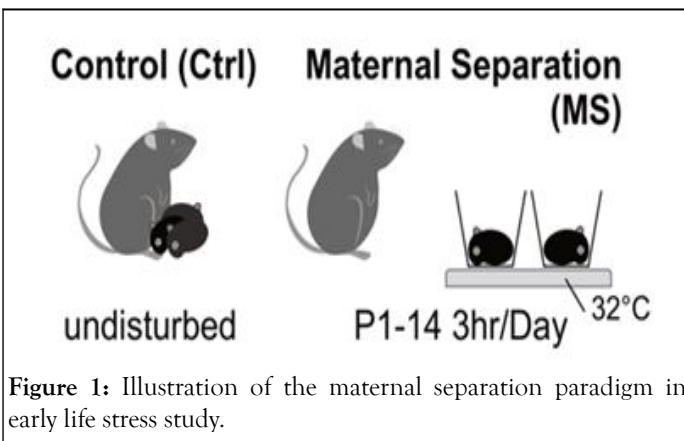 Control (Ctrl)
Maternal Separation
(MS)
undisturbed
P1-14 3hr/Day
32°C
Figure 1: Illustration of the maternal separation paradigm in
early life stress study.